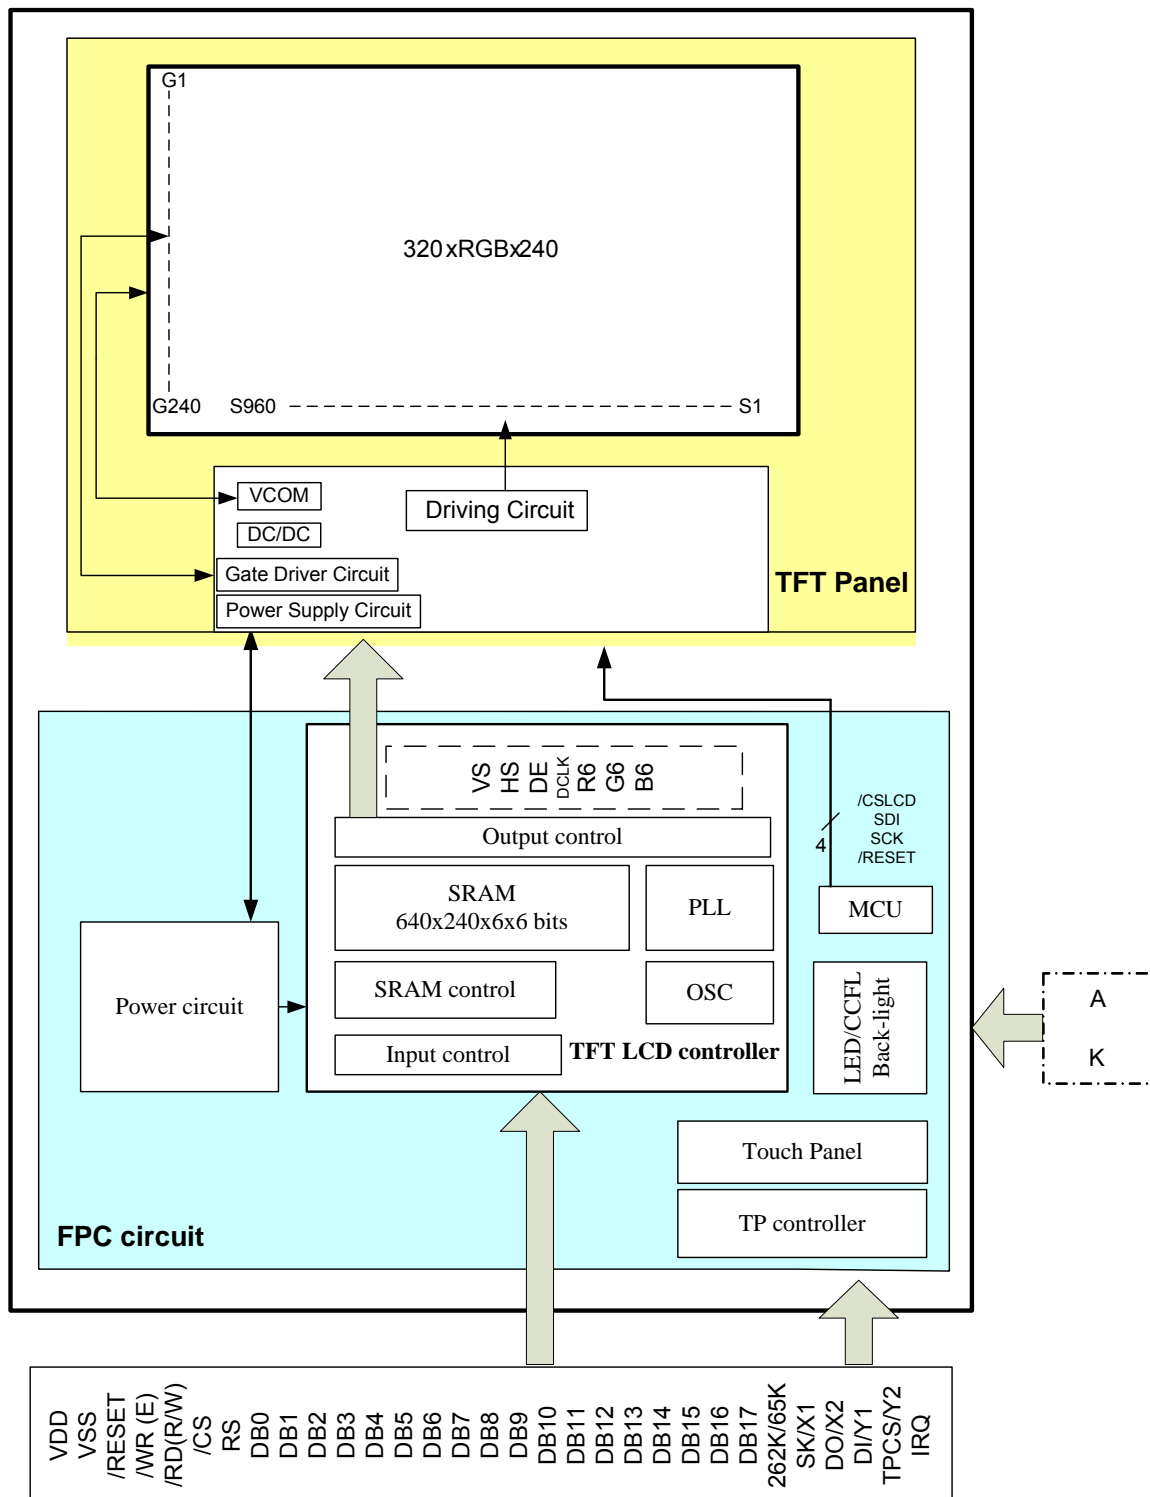 G1
320xRGBx240
G240 S960 S1
VCOM
Driving Circuit
DC/DC
Gate Driver Circuit
TFT Panel
Power Supply Circuit
VS
HS
DE
DCLK
R6
G6
B6
/CSLCD
SDI
SCK
/RESET
4
Output control
SRAM
640x240x6x6 bits
PLL
MCU
SRAM control
OSC
LED/CCFL
Back-light
A
K
Power circuit
Input control
TFT LCD controller
Touch Panel
TP controller
FPC circuit
VDD
VSS
/RESET
/WR (E)
/RD(R/W)
/CS
RS
DB0
DB1
DB2
DB3
DB4
DB5
DB6
DB7
DB8
DB9
DB10
DB11
DB12
DB13
DB14
DB15
DB16
DB17
262K/65K
SK/X1
DO/X2
DI/Y1
TPCS/Y2
IRQ